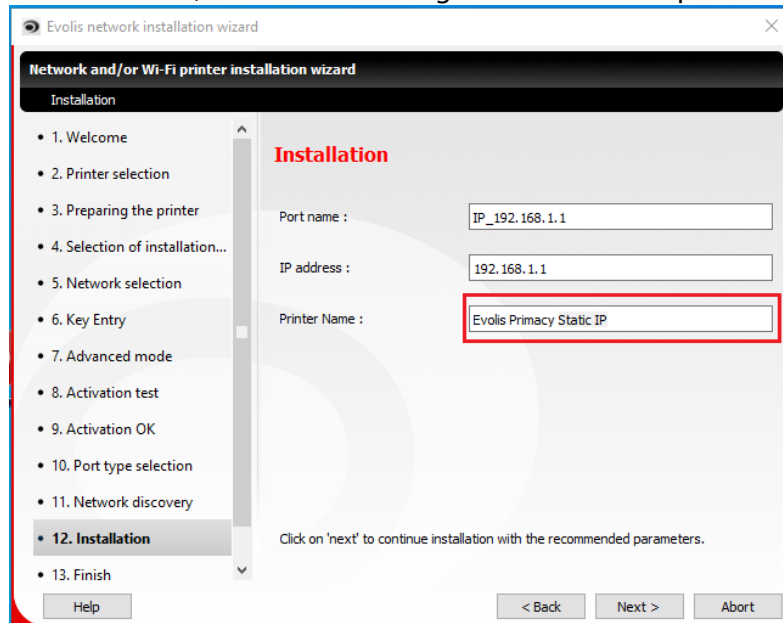 Evolis network installation wizard
Network and/or Wi-Fi printer installation wizard
Installation
• 1. Welcome
• 2. Printer selection
• 3. Preparing the printer
• 4. Selection of installation...
• 5. Network selection
• 6. Key Entry
• 7. Advanced mode
• 8. Activation test
• 9. Activation OK
• 10. Port type selection
• 11. Network discovery
• 12. Installation
• 13. Finish
Installation
Port name : IP_192.168.1.1
IP address : 192.168.1.1
Printer Name : Evolis Primacy Static IP
Click on 'next' to continue installation with the recommended parameters.
Help < Back Next > Abort